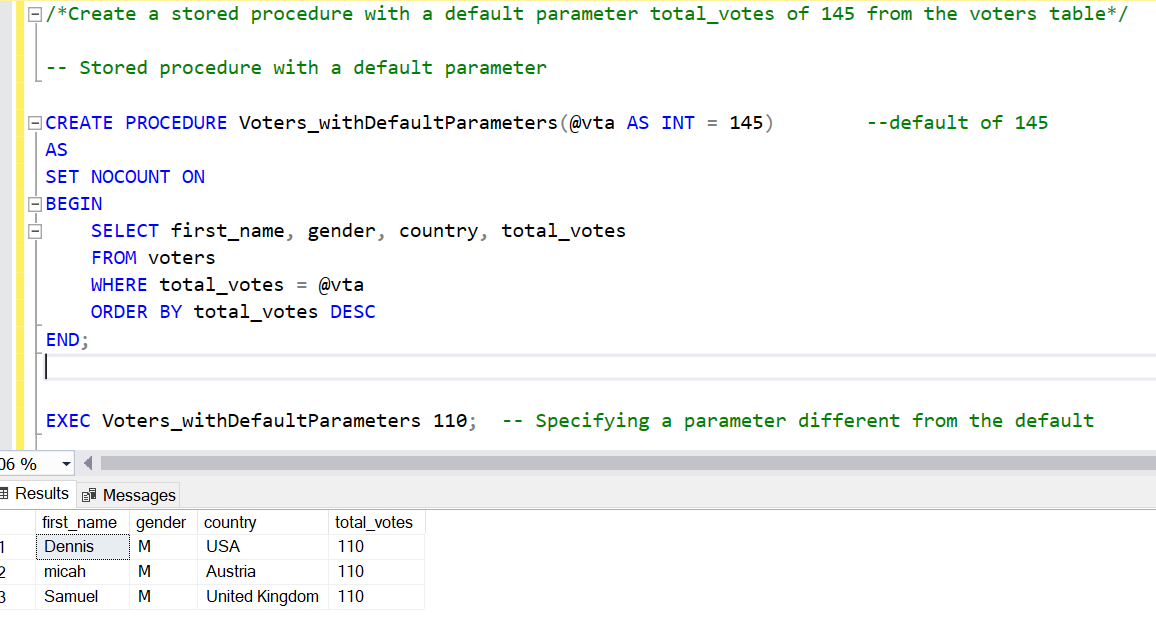 /*Create a stored procedure with a default parameter total_votes of 145 from the voters table*/
-- Stored procedure with a default parameter
CREATE PROCEDURE Voters_withDefaultParameters(@vta AS INT = 145) --default of 145
AS
SET NOCOUNT ON
BEGIN
SELECT first_name, gender, country, total_votes
FROM voters
WHERE total_votes = @vta
ORDER BY total_votes DESC
END;
EXEC Voters_withDefaultParameters 110; -- Specifying a parameter different from the default
06 %
Results Messages
first_name gender country total_votes
1 Dennis M USA 110
2 micah M Austria 110
3 Samuel M United Kingdom 110